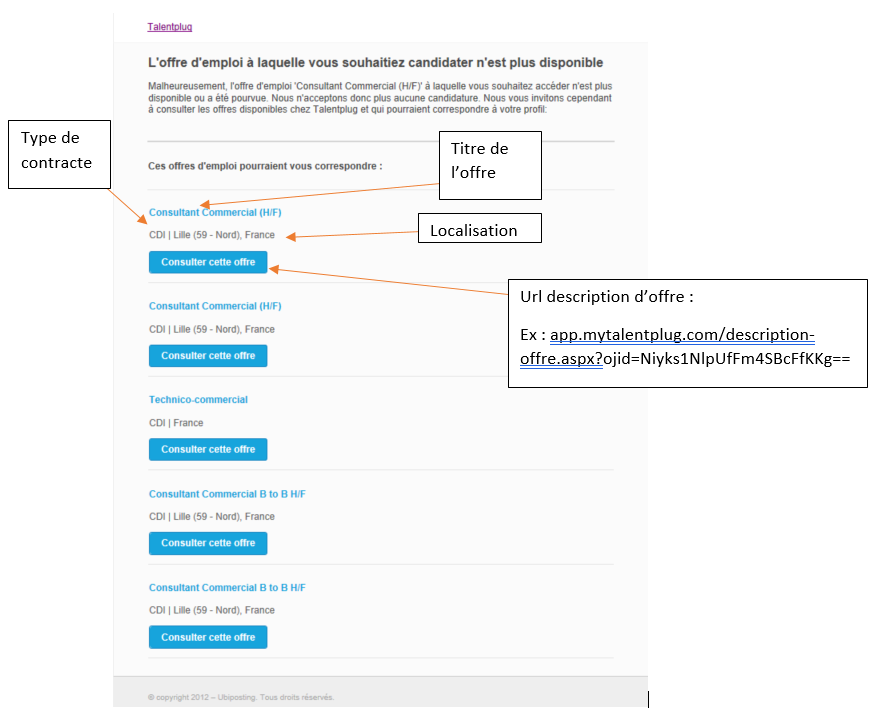 Talentplug
L'offre d'emploi à laquelle vous souhaitiez candidater n'est plus disponible
Malheureusement, l'offre d'emploi 'Consultant Commercial (H/F)' à laquelle vous souhaitez accèder n'est plus
disponible ou a été pourvue. Nous n'acceptons donc plus aucune candidature. Nous vous invitons cependant
à consulter les offres disponibles chez Talentplug et qui pourraient correspondre à votre profil:
Type de
contracte
Titre de
l'offre
Ces offres d'emploi pourraient vous correspondre :
Consultant Commercial (H/F)
CDI | Lille (59 - Nord), France
Localisation
Consulter cette offre
Url description d'offre :
Ex : app.mytalentplug.com/description-
offre.aspx?ojid=Niyks1NlpUfFm4SBcFfKKg==
Consultant Commercial (H/F)
CDI | Lille (59 - Nord), France
Consulter cette offre
Technico-commercial
CDI | France
Consulter cette offre
Consultant Commercial B to B H/F
CDI | Lille (59 - Nord), France
Consulter cette offre
Consultant Commercial B to B H/F
CDI | Lille (59 - Nord), France
Consulter cette offre
© copyright 2012 – Ubiposting. Tous droits réservés.